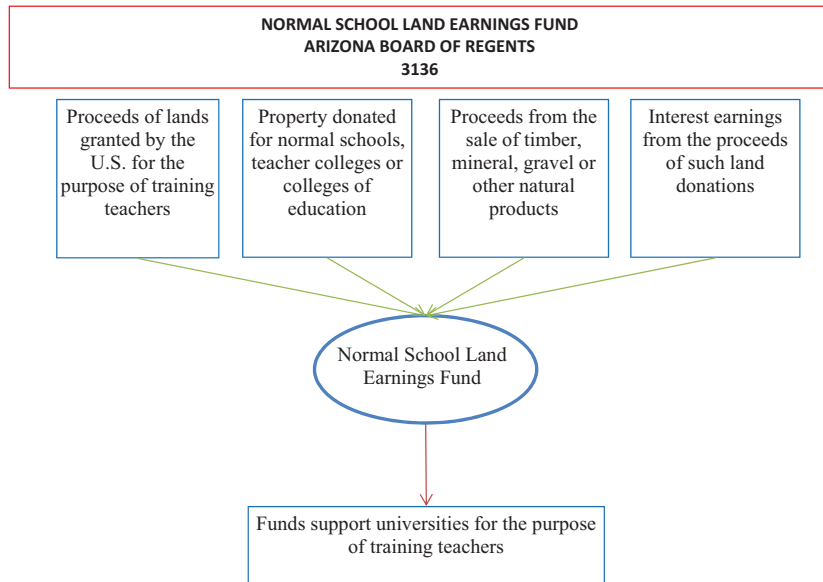 NORMAL SCHOOL LAND EARNINGS FUND
ARIZONA BOARD OF REGENTS
3136
Proceeds of lands
granted by the
U.S. for the
purpose of training
teachers
Property donated
for normal schools,
teacher colleges or
colleges of
education
Proceeds from the
sale of timber,
mineral, gravel or
other natural
products
Interest earnings
from the proceeds
of such land
donations
Normal School Land
Earnings Fund
Funds support universities for the purpose
of training teachers